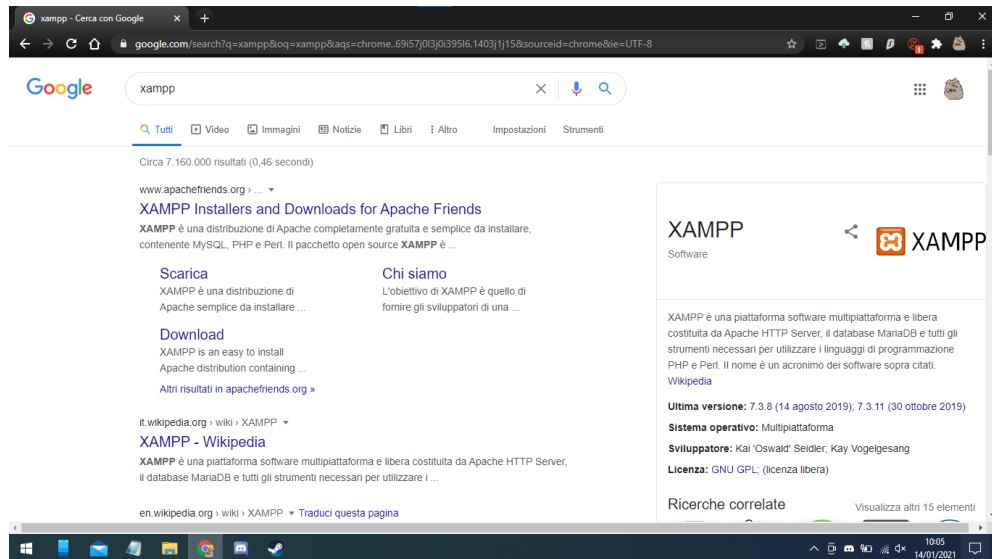 xampp - Cerca con Google
google.com/search?q=xampp&oq=xampp&aqs=chrome..69i57j0l3j0i395l6.1403j1j15&sourceid=chrome&ie=UTF-8
1
Google
xampp
Tutti Video Immagini Notizie Libri Altro Impostazioni Strumenti
Circa 7.160.000 risultati (0,46 secondi)
www.apachefriends.org › ...
XAMPP Installers and Downloads for Apache Friends
XAMPP è una distribuzione di Apache completamente gratuita e semplice da installare,
contenente MySQL, PHP e Perl. Il pacchetto open source XAMPP è ...
Scarica
XAMPP è una distribuzione di
Apache semplice da installare ...
Chi siamo
L'obiettivo di XAMPP è quello di
fornire gli sviluppatori di una ...
Download
XAMPP is an easy to install
Apache distribution containing ...
Altri risultati in apachefriends.org »
it.wikipedia.org › wiki › XAMPP
XAMPP - Wikipedia
XAMPP è una piattaforma software multipiattaforma e libera costituita da Apache HTTP Server,
il database MariaDB e tutti gli strumenti necessari per utilizzare i ...
en.wikipedia.org › wiki › XAMPP Traduci questa pagina
XAMPP
Software
XAMPP
XAMPP è una piattaforma software multipiattaforma e libera
costituita da Apache HTTP Server, il database MariaDB e tutti gli
strumenti necessari per utilizzare i linguaggi di programmazione
PHP e Perl. Il nome è un acronimo dei software sopra citati.
Wikipedia
Ultima versione: 7.3.8 (14 agosto 2019); 7.3.11 (30 ottobre 2019)
Sistema operativo: Multipiattaforma
Sviluppatore: Kai 'Oswald' Seidler; Kay Vogelgesang
Licenza: GNU GPL; (licenza libera)
Ricerche correlate
Visualizza altri 15 elementi
10:05
14/01/2021